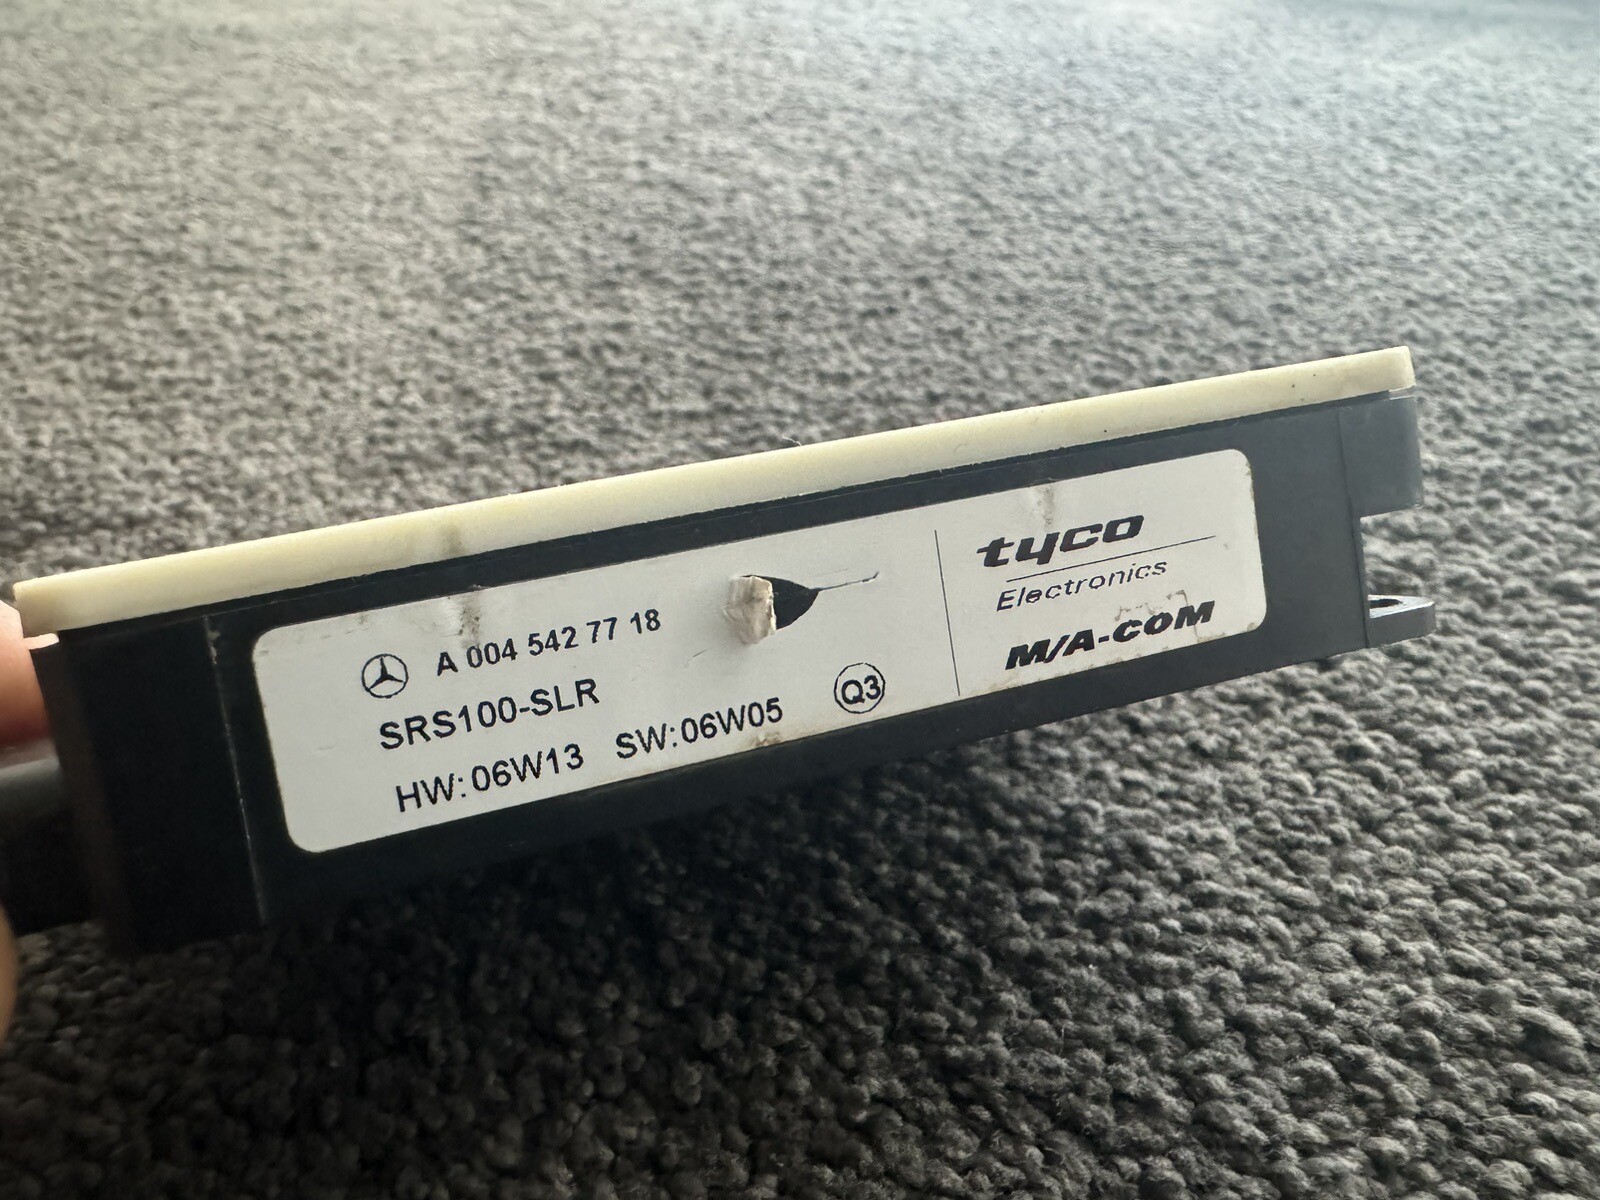 A 004 542 77 18
SRS100-SLR
HW:06W13 SW:06W05 Q3
tyco
Electronics
M/A-COM